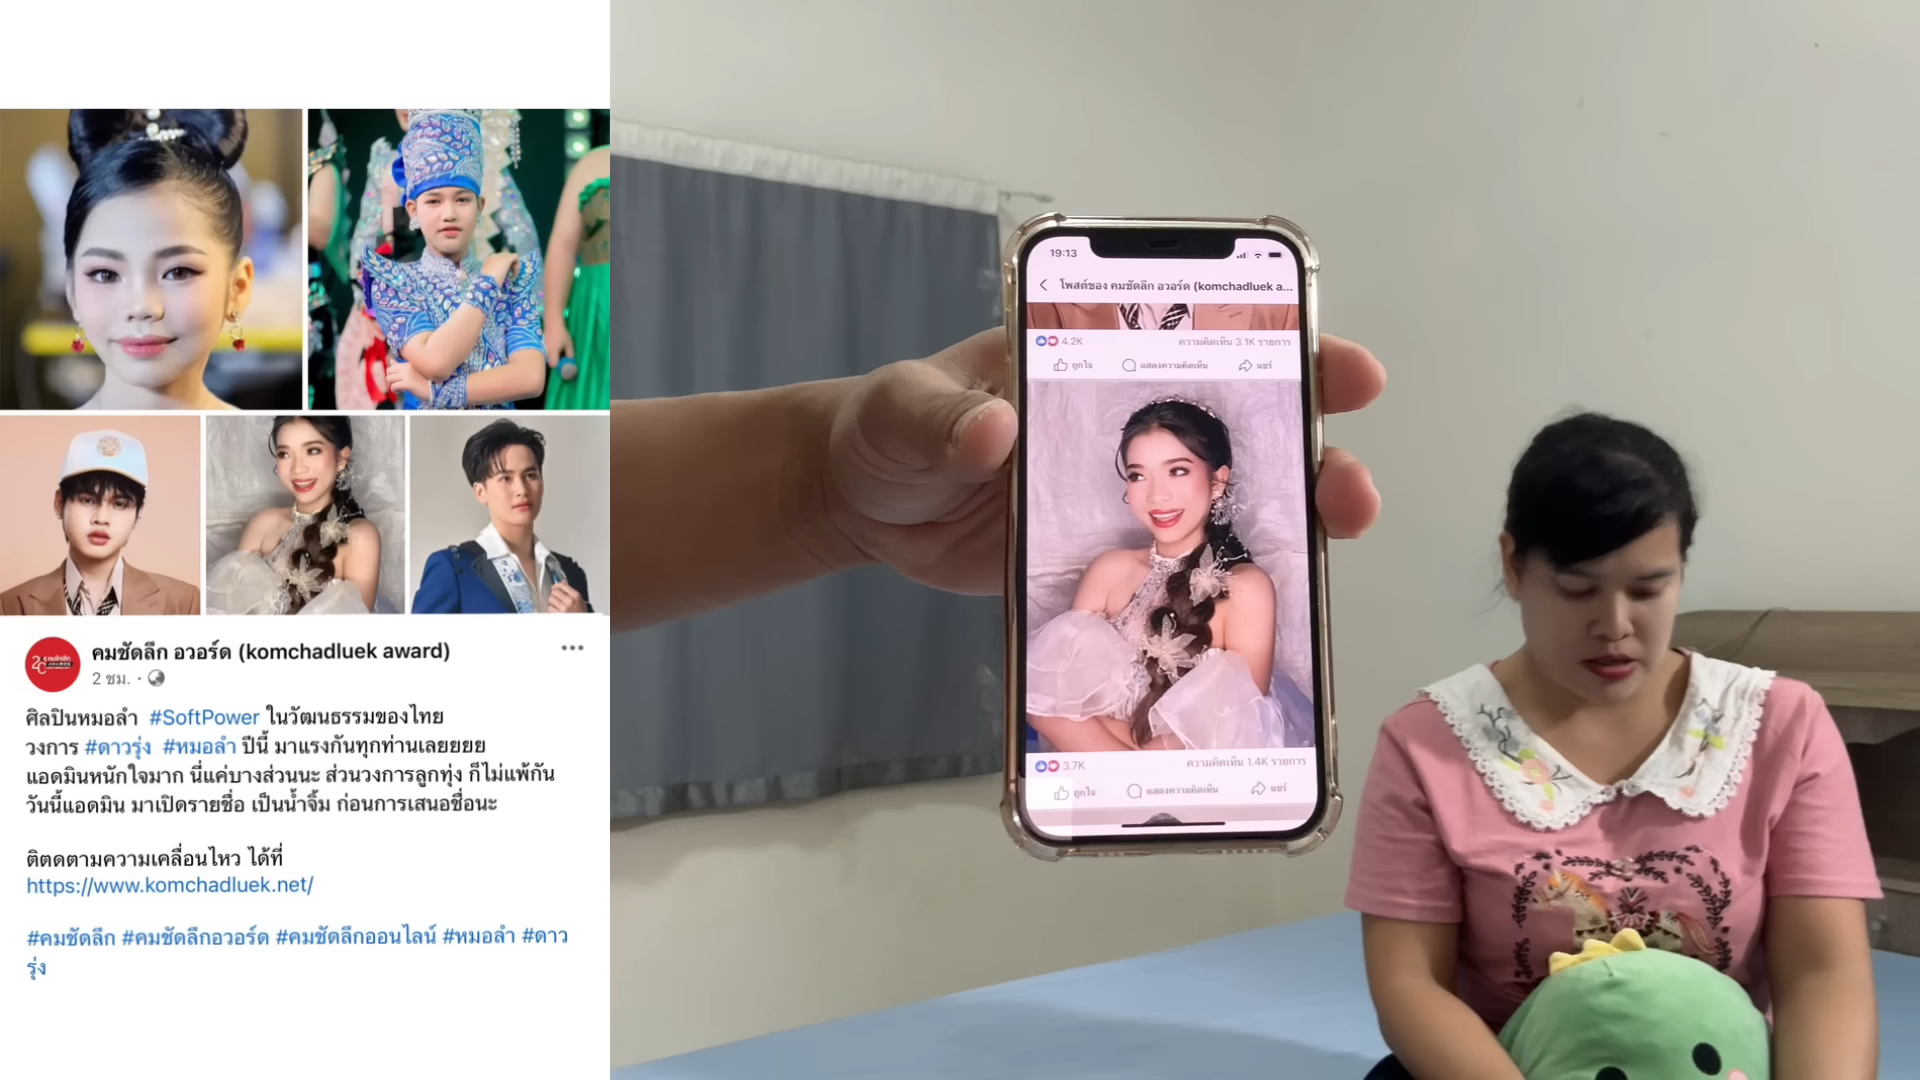 คมชัดลึก อวอร์ด (komchadluek award)
2 ชม.
ศิลปินหมอลำ #SoftPower ในวัฒนธรรมของไทย
วงการ #ดาวรุ่ง #หมอลำ ปีนี้ มาแรงกันทุกท่านเลยยยย
แอดมินหนักใจมาก นี่แค่บางส่วนนะ ส่วนวงการลูกทุ่ง ก็ไม่แพ้กัน
วันนี้แอดมิน มาเปิดรายชื่อ เป็นน้ำจิ้ม ก่อนการเสนอชื่อนะ
ติตดตามความเคลื่อนไหว ได้ที่
https://www.komchadluek.net/
#คมชัดลึก #คมชัดลึกอวอร์ด #คมชัดลึกออนไลน์ #หมอลำ #ดาว
รุ่ง
19:13
โพสต์ของ คมชัดลึก อวอร์ด (komchadluek a...
4.2K ความคิดเห็น 3.1K รายการ
ถูกใจ แสดงความคิดเห็น แชร์
3.7K ความคิดเห็น 1.4K รายการ
ถูกใจ แสดงความคิดเห็น แชร์